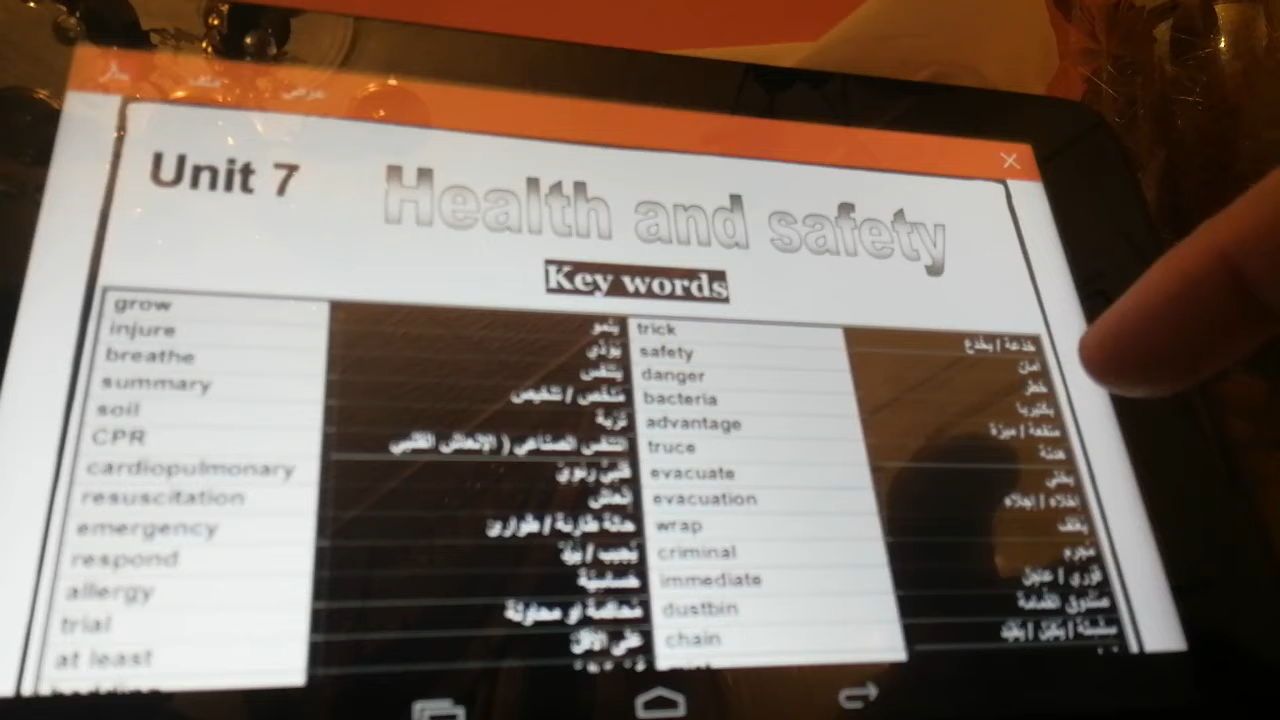 ملف عرض
Unit 7
Health and safety
Key words
grow ينمو trick خدعة / يخدع
injure يؤذي safety أمان
breathe يتنفس danger خطر
summary ملخص / تلخيص bacteria بكتيريا
soil تربة advantage منفعة / ميزة
CPR التنفس الصناعي ( الإنعاش القلبي truce هدنة
cardiopulmonary قلبي رئوي evacuate يخلي
resuscitation إنعاش evacuation اخلاء / إجلاء
emergency حالة طارئة / طوارئ wrap يغلف
respond يجيب / يرد criminal مجرم
allergy حساسية immediate فوري / عاجل
trial محاكمة او محاولة dustbin صندوق القمامة
at least على الاقل chain سلسلة / يكبل / يقيد